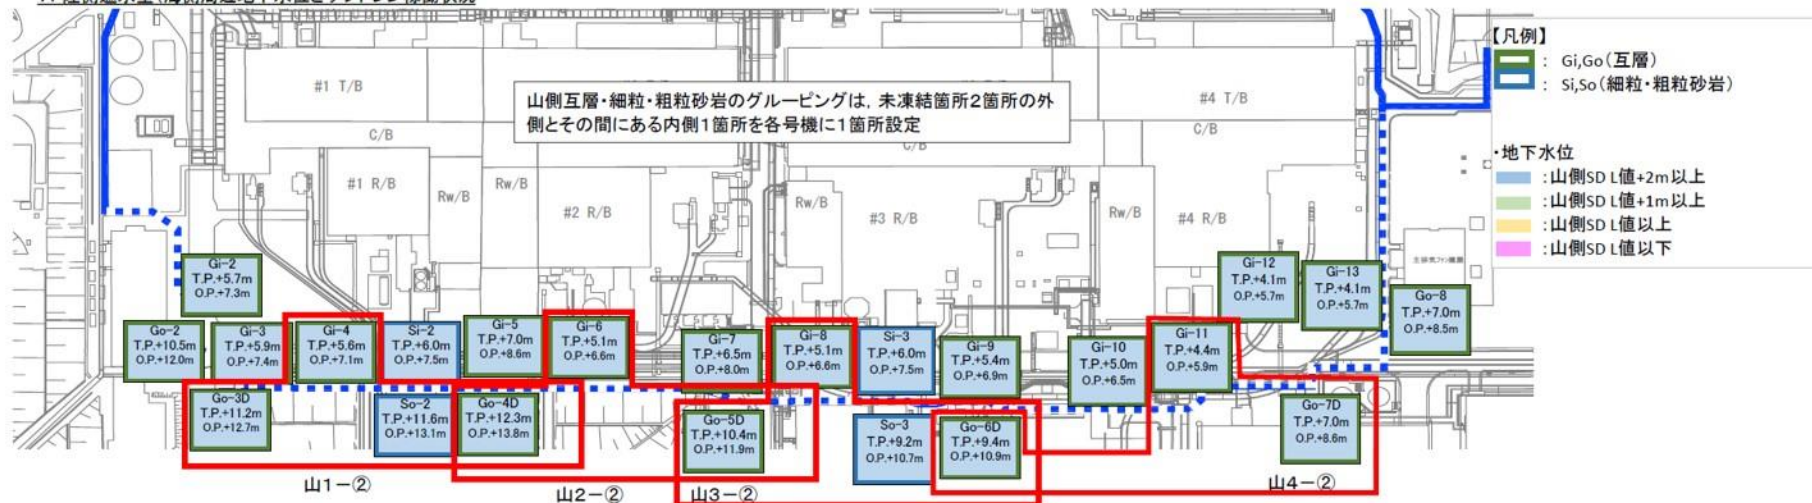 #1 T/B
#4 T/B
山側互層・細粒・粗粒砂岩のグルーピングは，未凍結箇所2箇所の外
側とその間にある内側1箇所を各号機に1箇所設定
C/B
C/B
C/B
#1 R/B
Rw/B
Rw/B
#2 R/B
Rw/B
#3 R/B
Rw/B
#4 R/B
【凡例】
： Gi,Go（互層）
： Si,So（細粒・粗粒砂岩）
・地下水位
：山側SD L値+2m以上
：山側SD L値+1m以上
：山側SD L値以上
：山側SD L値以下
Gi-2
T.P.+5.7m
O.P.+7.3m
Go-2
T.P.+10.5m
O.P.+12.0m
Gi-3
T.P.+5.9m
O.P.+7.4m
Gi-4
T.P.+5.6m
O.P.+7.1m
Si-2
T.P.+6.0m
O.P.+7.5m
Gi-5
T.P.+7.0m
O.P.+8.6m
Gi-6
T.P.+5.1m
O.P.+6.6m
Gi-7
T.P.+6.5m
O.P.+8.0m
Gi-8
T.P.+5.1m
O.P.+6.6m
Si-3
T.P.+6.0m
O.P.+7.5m
Gi-9
T.P.+5.4m
O.P.+6.9m
Gi-10
T.P.+5.0m
O.P.+6.5m
Gi-11
T.P.+4.4m
O.P.+5.9m
Gi-12
T.P.+4.1m
O.P.+5.7m
Gi-13
T.P.+4.1m
O.P.+5.7m
Go-8
T.P.+7.0m
O.P.+8.5m
Go-3D
T.P.+11.2m
O.P.+12.7m
So-2
T.P.+11.6m
O.P.+13.1m
Go-4D
T.P.+12.3m
O.P.+13.8m
Go-5D
T.P.+10.4m
O.P.+11.9m
So-3
T.P.+9.2m
O.P.+10.7m
Go-6D
T.P.+9.4m
O.P.+10.9m
Go-7D
T.P.+7.0m
O.P.+8.6m
山1－②
山2－②
山3－②
山4－②